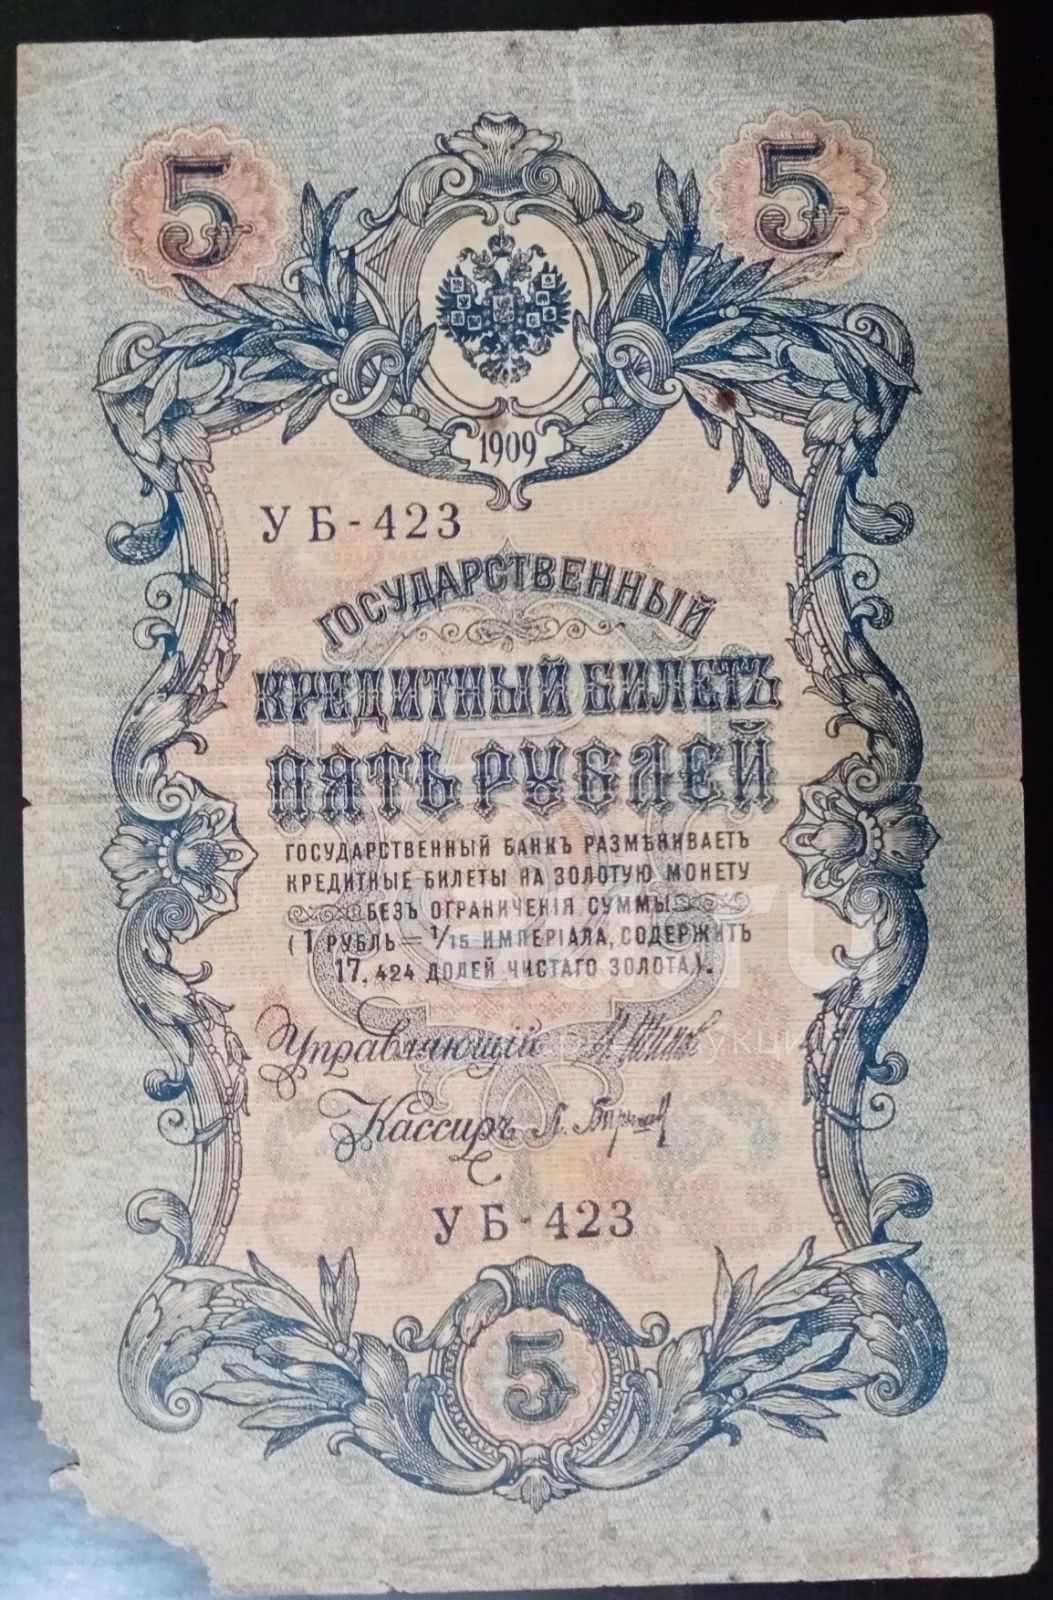 5 5
1909
УБ-423
ГОСУДАРСТВЕННЫЙ
КРЕДИТНЫЙ БИЛЕТЪ
ПЯТЬ РУБЛЕЙ
ГОСУДАРСТВЕННЫЙ БАНКЪ РАЗМѢНИВАЕТЪ
КРЕДИТНЫЕ БИЛЕТЫ НА ЗОЛОТУЮ МОНЕТУ
БЕЗЪ ОГРАНИЧЕНІЯ СУММЫ
(1 РУБЛЬ = 1/15 ИМПЕРІАЛА, СОДЕРЖИТЪ
17,424 ДОЛЕЙ ЧИСТАГО ЗОЛОТА).
Управляющій
Кассиръ
УБ-423
5